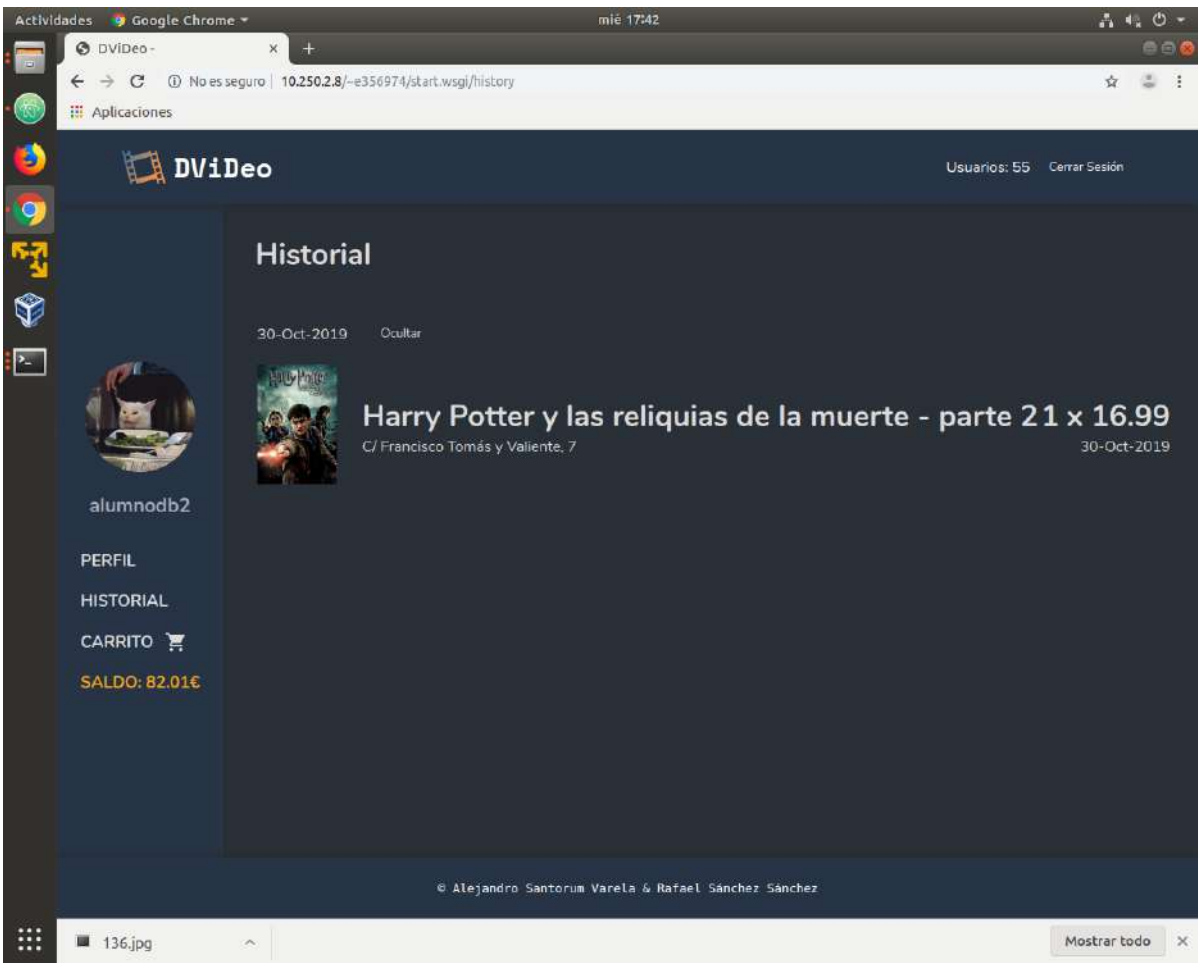 Actividades Google Chrome mié 17:42
DViDeo -
No es seguro 10.250.2.8/~e356974/start.wsgi/history
Aplicaciones
DViDeo Usuarios: 55 Cerrar Sesión
Historial
30-Oct-2019 Ocultar
Harry Potter
Harry Potter y las reliquias de la muerte - parte 2 1 x 16.99
C/ Francisco Tomás y Valiente, 7 30-Oct-2019
alumnodb2
PERFIL
HISTORIAL
CARRITO
SALDO: 82.01€
© Alejandro Santorum Varela & Rafael Sánchez Sánchez
136.jpg Mostrar todo